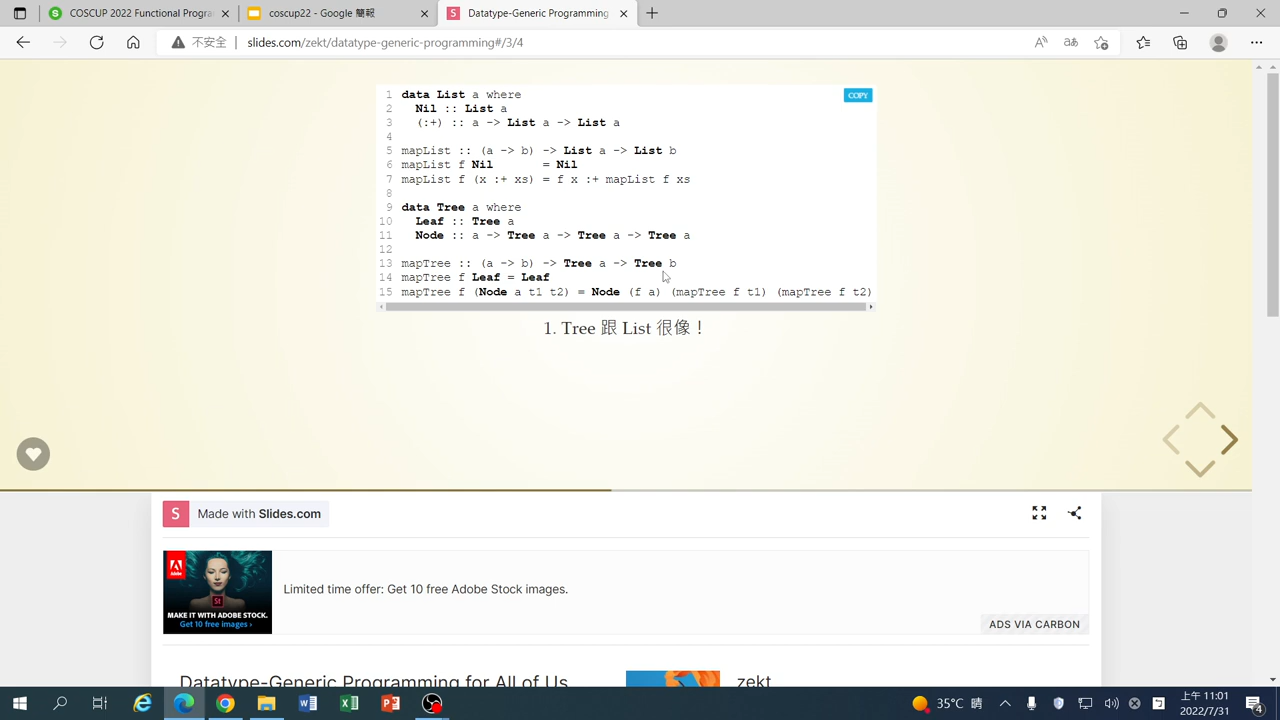 COSCUP 2022 Functional Progra
coscup22 - Google 簡報
Datatype-Generic Programming
不安全
slides.com/zekt/datatype-generic-programming#/3/4
COPY
1 data List a where
2 Nil :: List a
3 (:+) :: a -> List a -> List a
4
5 mapList :: (a -> b) -> List a -> List b
6 mapList f Nil = Nil
7 mapList f (x :+ xs) = f x :+ mapList f xs
8
9 data Tree a where
10 Leaf :: Tree a
11 Node :: a -> Tree a -> Tree a -> Tree a
12
13 mapTree :: (a -> b) -> Tree a -> Tree b
14 mapTree f Leaf = Leaf
15 mapTree f (Node a t1 t2) = Node (f a) (mapTree f t1) (mapTree f t2)
1. Tree 跟 List 很像！
S Made with Slides.com
Adobe
St
MAKE IT WITH ADOBE STOCK.
Get 10 free images ›
Limited time offer: Get 10 free Adobe Stock images.
ADS VIA CARBON
Datatype-Generic Programming for All of Us
zekt
35°C 晴
上午 11:01
2022/7/31
4